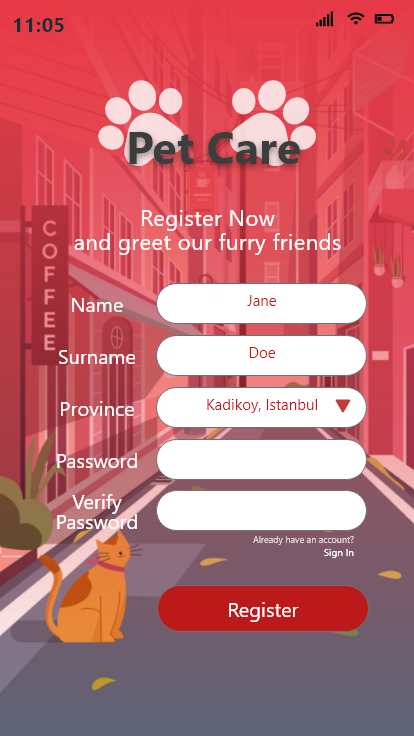 11:05
Pet Care
Register Now
and greet our furry friends
COFFEE
Name
Jane
Surname
Doe
Province
Kadikoy, Istanbul
Password
Verify
Password
Already have an account?
Sign In
Register